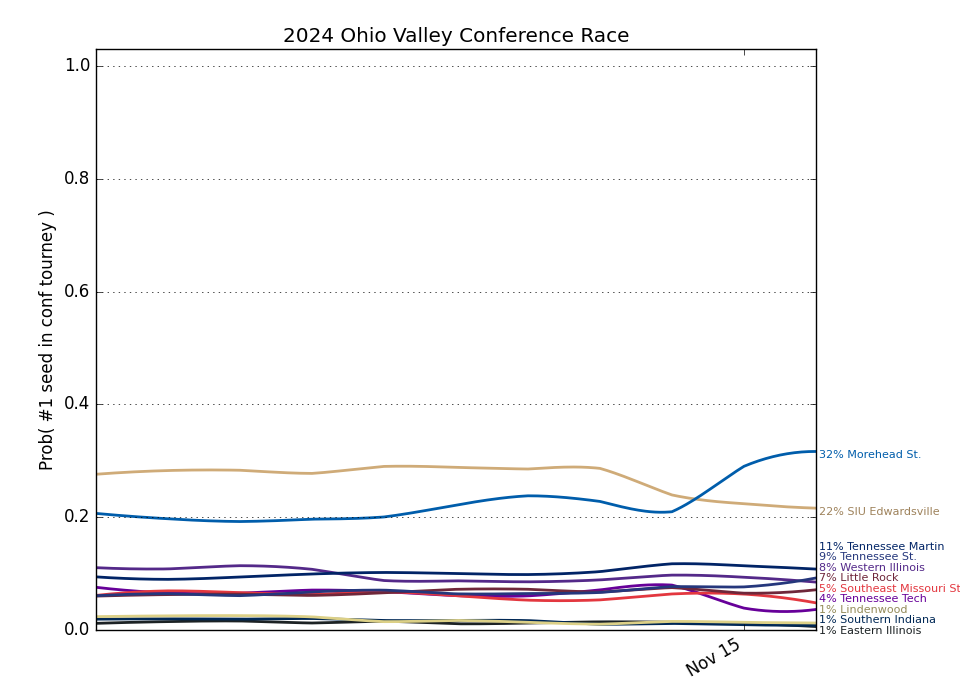 2024 Ohio Valley Conference Race
1.0
0.8
0.6
0.4
0.2
0.0
Prob( #1 seed in conf tourney )
Nov 15
32% Morehead St.
22% SIU Edwardsville
11% Tennessee Martin
9% Tennessee St.
8% Western Illinois
7% Little Rock
5% Southeast Missouri St
4% Tennessee Tech
1% Lindenwood
1% Southern Indiana
1% Eastern Illinois